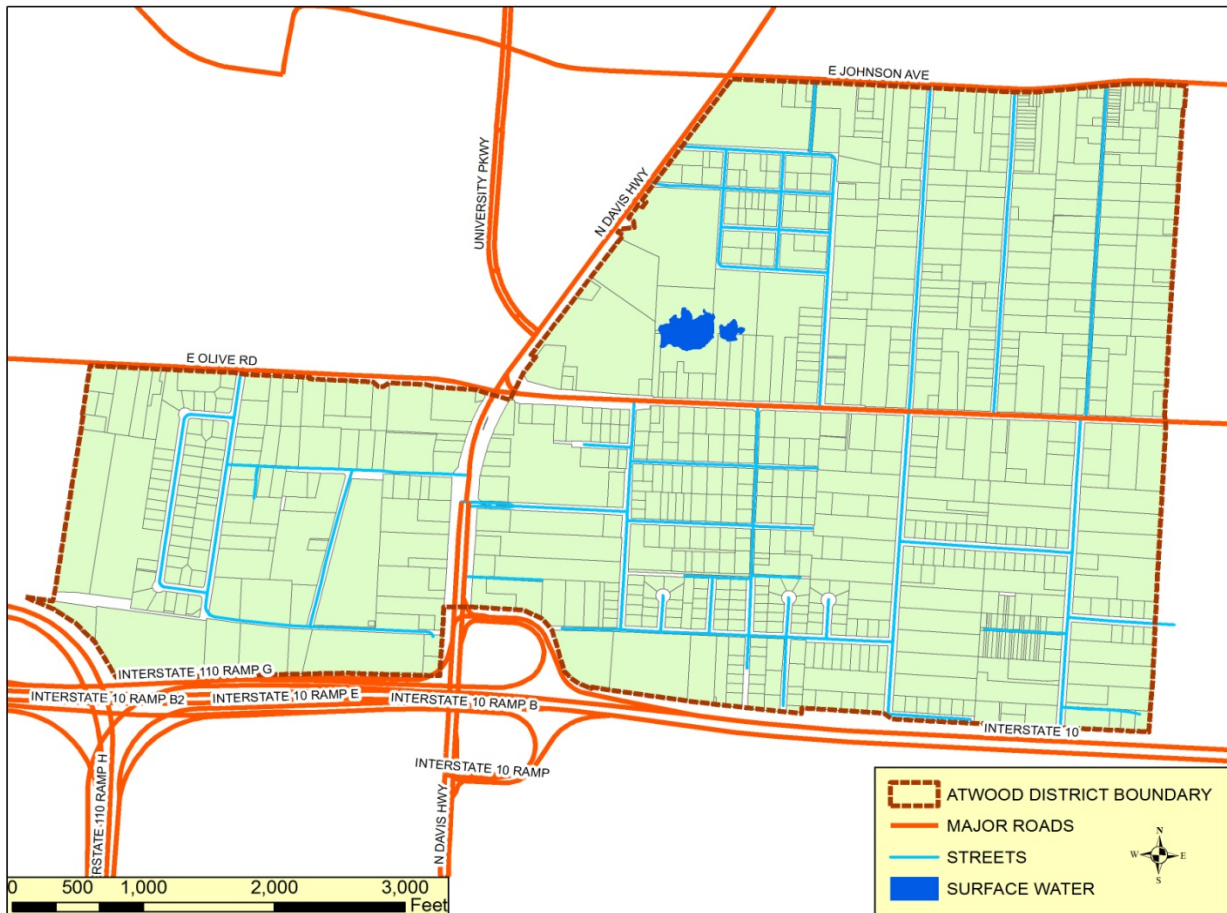 E JOHNSON AVE
UNIVERSITY PKWY
N DAVIS HWY
E OLIVE RD
INTERSTATE 110 RAMP G
INTERSTATE 10 RAMP B2
INTERSTATE 10 RAMP E
INTERSTATE 10 RAMP B
INTERSTATE 10
INTERSTATE 10 RAMP
ERSTATE 110 RAMP H
N DAVIS HWY
ATWOOD DISTRICT BOUNDARY
MAJOR ROADS
STREETS
SURFACE WATER
N
W E
S
0 500 1,000 2,000 3,000
Feet